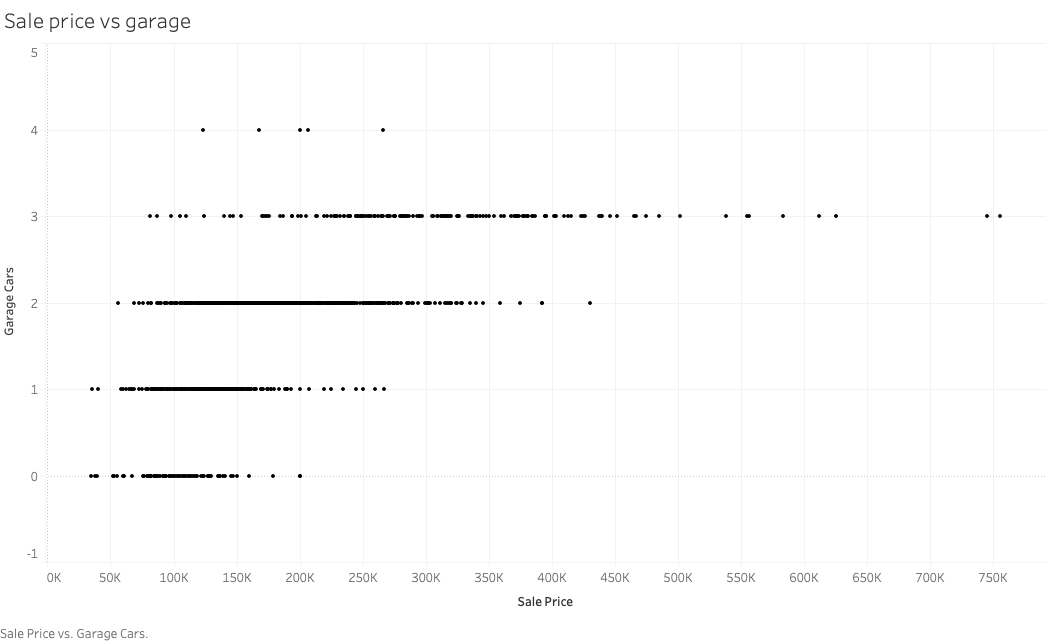 Sale price vs garage
5
4
3
2
1
0
-1
Garage Cars
0K 50K 100K 150K 200K 250K 300K 350K 400K 450K 500K 550K 600K 650K 700K 750K
Sale Price
Sale Price vs. Garage Cars.